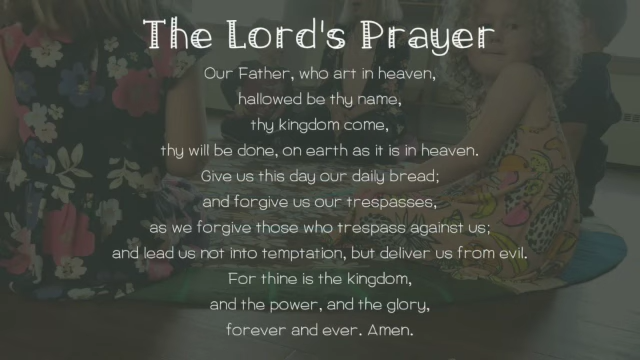 The Lord's Prayer
Our Father, who art in heaven,
hallowed be thy name,
thy kingdom come,
thy will be done, on earth as it is in heaven.
Give us this day our daily bread;
and forgive us our trespasses,
as we forgive those who trespass against us;
and lead us not into temptation, but deliver us from evil.
For thine is the kingdom,
and the power, and the glory,
forever and ever. Amen.